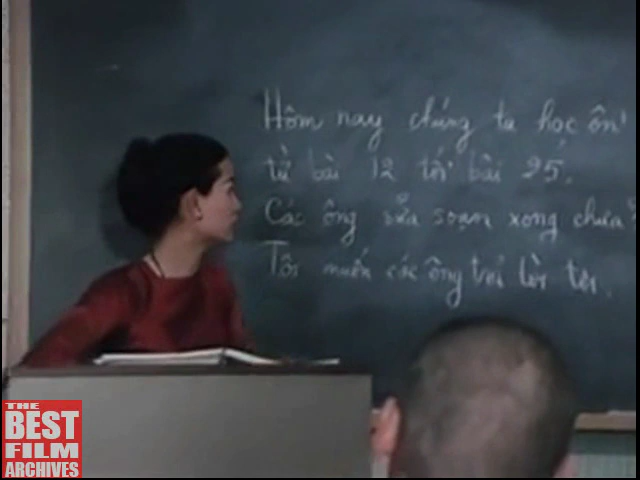 Hôm nay chúng ta học ôn
từ bài 12 tới bài 25.
Các ông sửa soạn xong chưa?
Tôi muốn các ông trả lời tôi.
THE
BEST
FILM
ARCHIVES